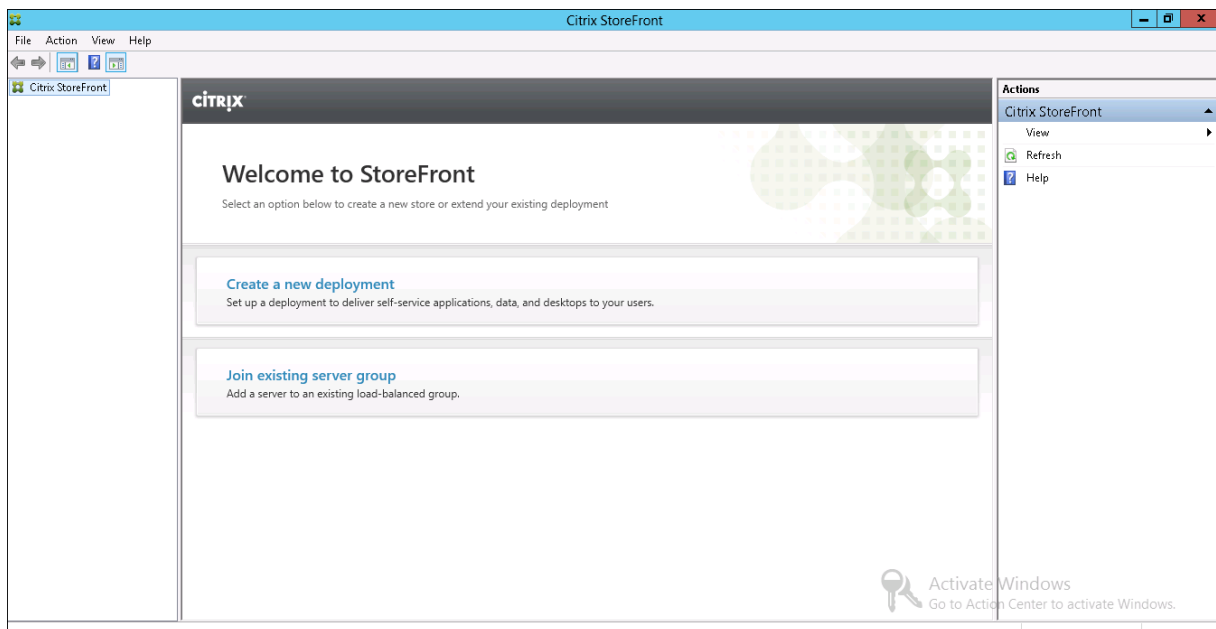 Citrix StoreFront
File Action View Help
Citrix StoreFront
CİTRIX
Welcome to StoreFront
Select an option below to create a new store or extend your existing deployment
Create a new deployment
Set up a deployment to deliver self-service applications, data, and desktops to your users.
Join existing server group
Add a server to an existing load-balanced group.
Actions
Citrix StoreFront
View
Refresh
Help
Activate Windows
Go to Action Center to activate Windows.